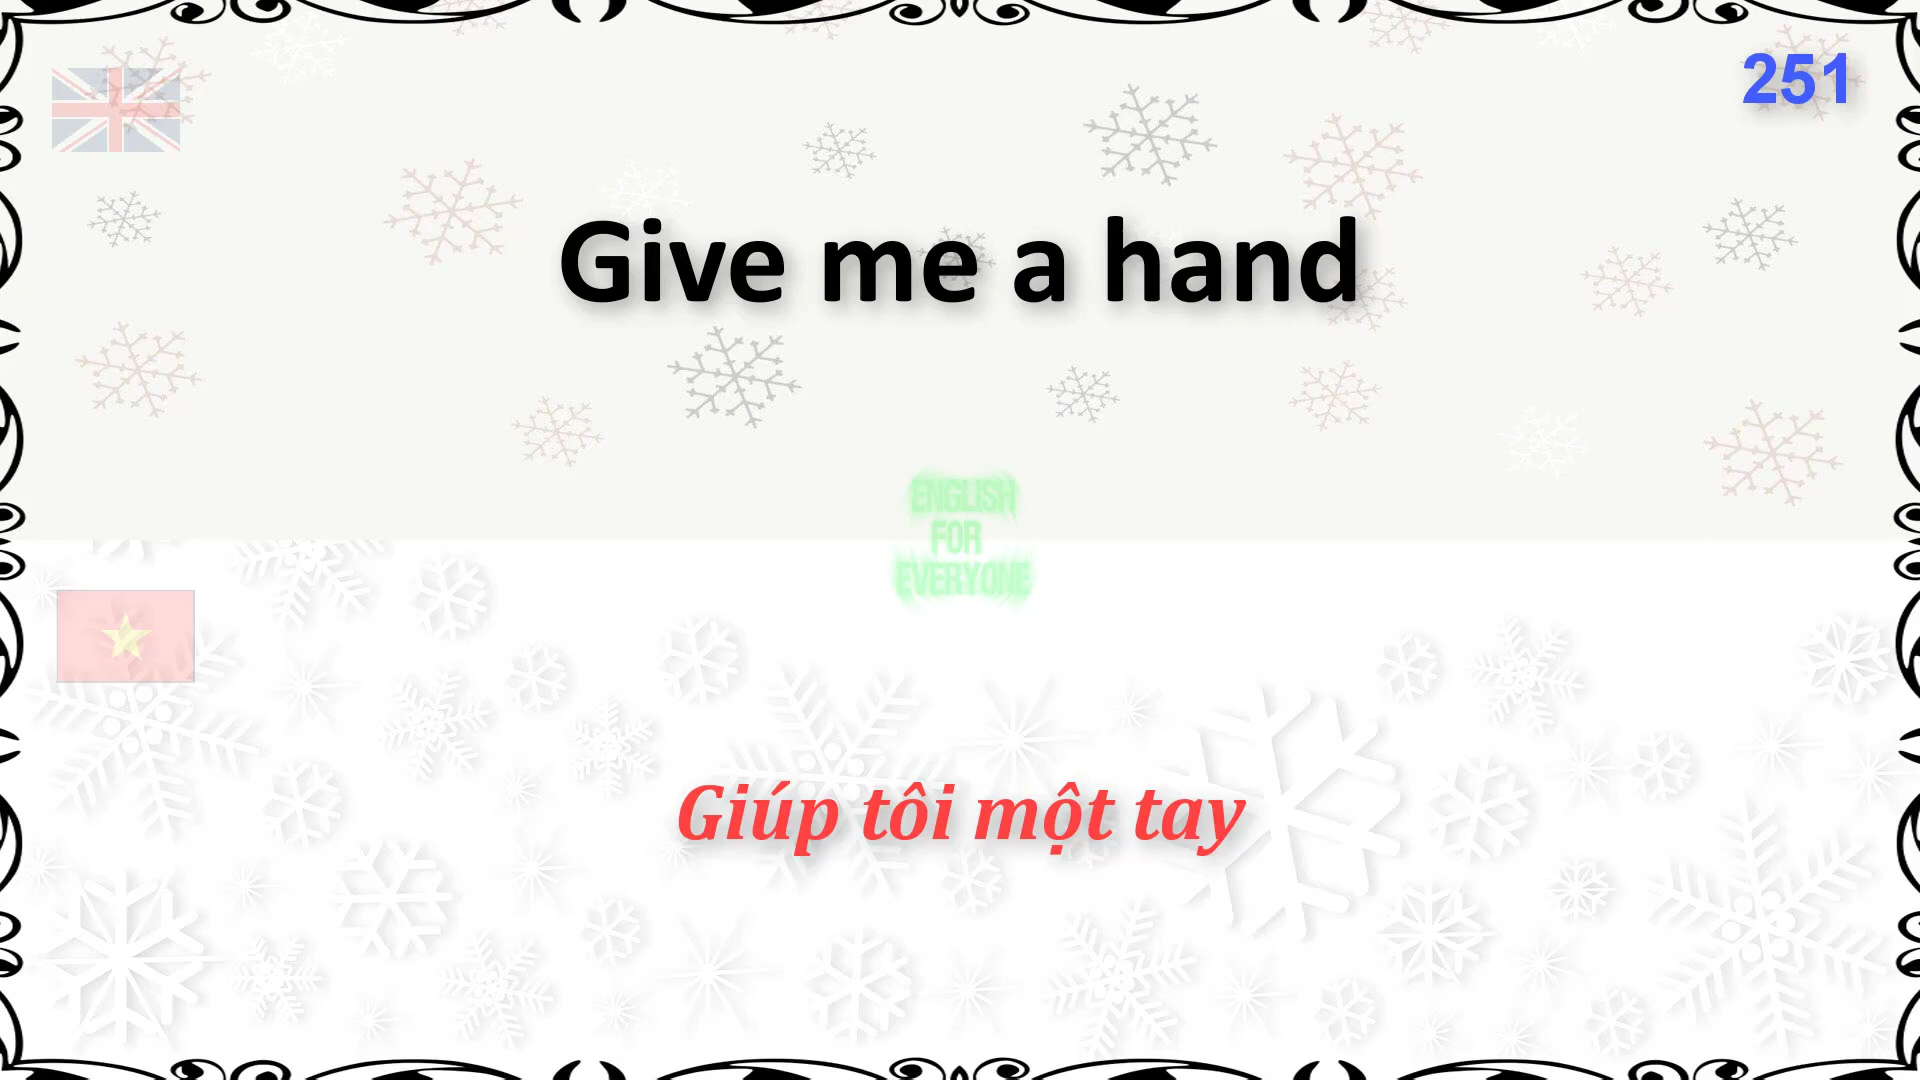 251
Give me a hand
ENGLISH
FOR
EVERYONE
Giúp tôi một tay